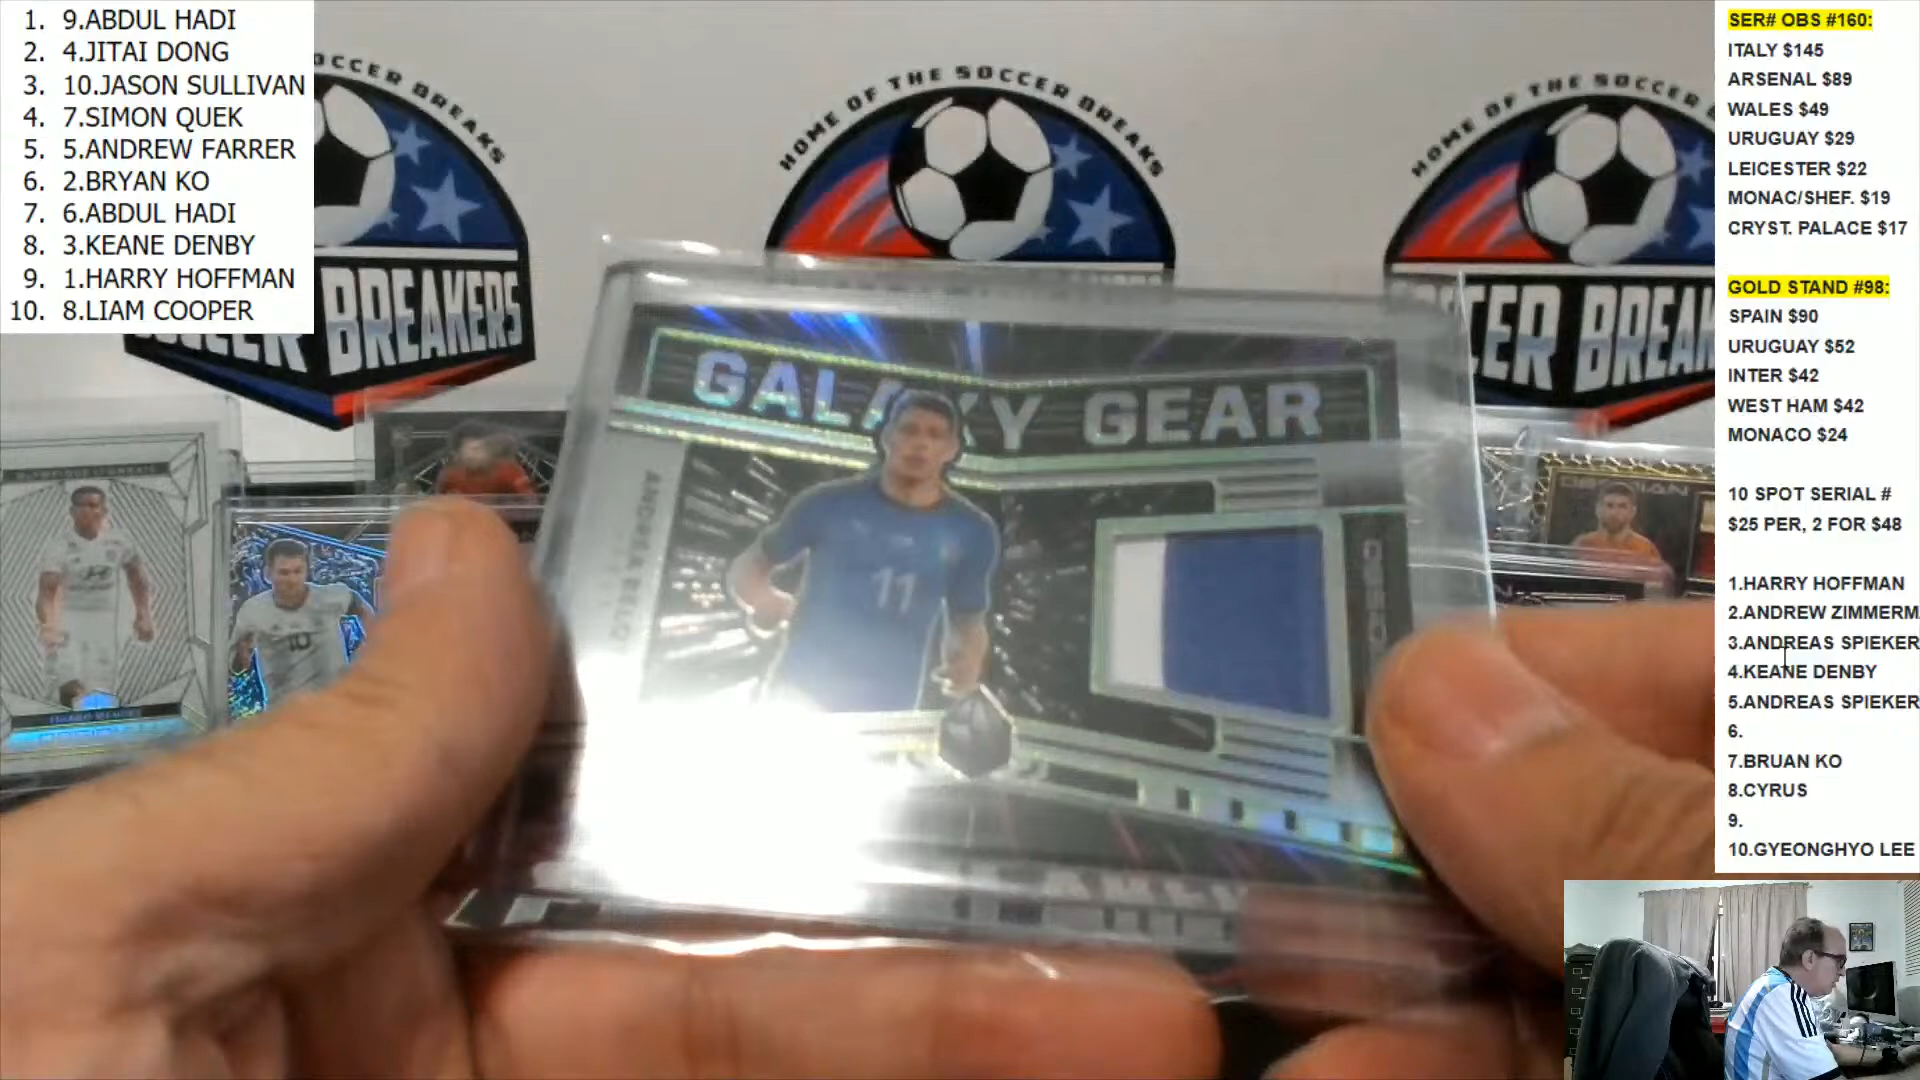 1. 9.ABDUL HADI
2. 4.JITAI DONG
3. 10.JASON SULLIVAN
4. 7.SIMON QUEK
5. 5.ANDREW FARRER
6. 2.BRYAN KO
7. 6.ABDUL HADI
8. 3.KEANE DENBY
9. 1.HARRY HOFFMAN
10. 8.LIAM COOPER
SOCCER BREAKS
BREAKERS
HOME OF THE SOCCER BREAKS
HOME OF THE SOCCER
GALAXY GEAR
11
10
SER# OBS #160:
ITALY $145
ARSENAL $89
WALES $49
URUGUAY $29
LEICESTER $22
MONAC/SHEF. $19
CRYST. PALACE $17
GOLD STAND #98:
SPAIN $90
URUGUAY $52
INTER $42
WEST HAM $42
MONACO $24
10 SPOT SERIAL #
$25 PER, 2 FOR $48
1.HARRY HOFFMAN
2.ANDREW ZIMMERM
3.ANDREAS SPIEKER
4.KEANE DENBY
5.ANDREAS SPIEKER
6.
7.BRUAN KO
8.CYRUS
9.
10.GYEONGHYO LEE